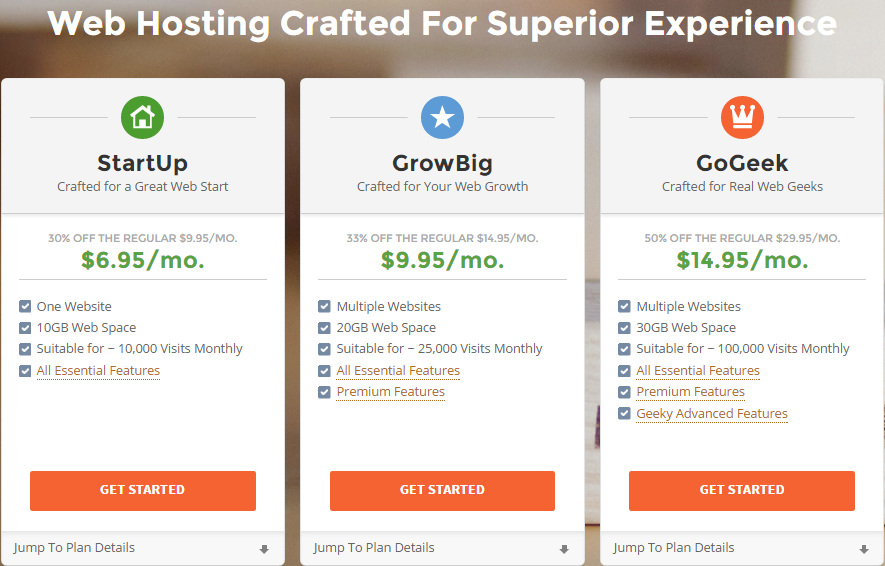 Web Hosting Crafted For Superior Experience
StartUp
Crafted for a Great Web Start
30% OFF THE REGULAR $9.95/MO.
$6.95/mo.
One Website
10GB Web Space
Suitable for ~ 10,000 Visits Monthly
All Essential Features
GET STARTED
Jump To Plan Details
GrowBig
Crafted for Your Web Growth
33% OFF THE REGULAR $14.95/MO.
$9.95/mo.
Multiple Websites
20GB Web Space
Suitable for ~ 25,000 Visits Monthly
All Essential Features
Premium Features
GET STARTED
Jump To Plan Details
GoGeek
Crafted for Real Web Geeks
50% OFF THE REGULAR $29.95/MO.
$14.95/mo.
Multiple Websites
30GB Web Space
Suitable for ~ 100,000 Visits Monthly
All Essential Features
Premium Features
Geeky Advanced Features
GET STARTED
Jump To Plan Details